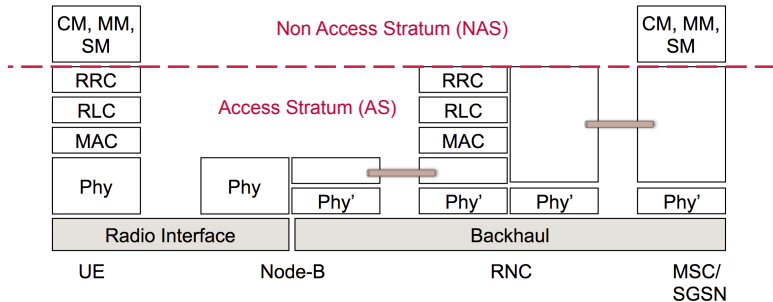 CM, MM,
SM
Non Access Stratum (NAS)
CM, MM,
SM
RRC
RRC
RLC
Access Stratum (AS)
RLC
MAC
MAC
Phy
Phy
Phy’
Phy’
Phy’
Phy’
Radio Interface
Backhaul
UE
Node-B
RNC
MSC/
SGSN